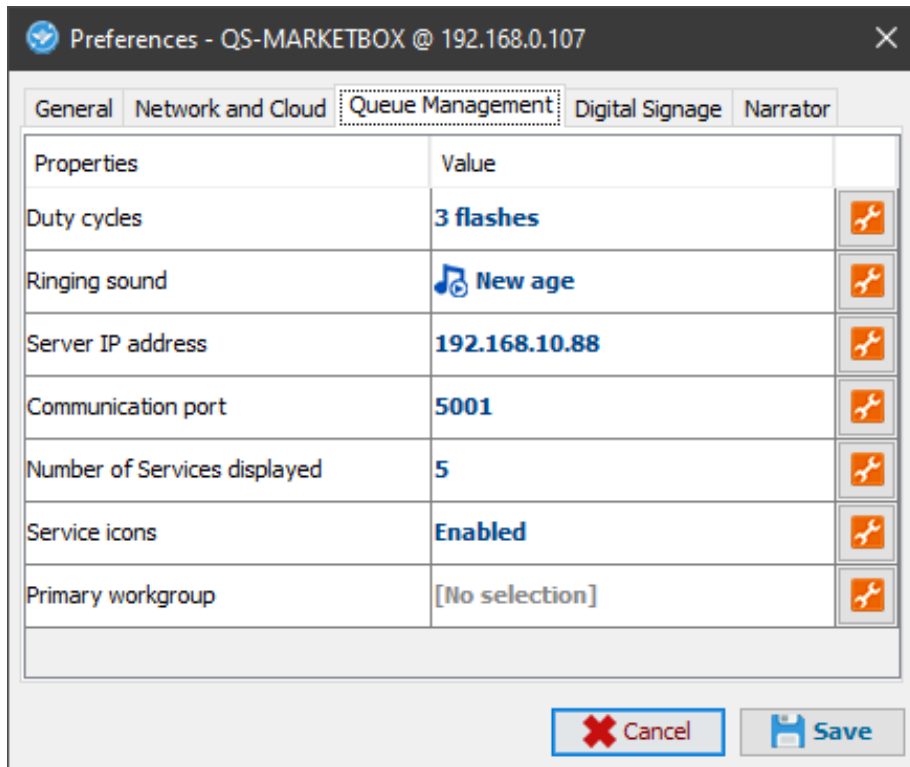 Preferences - QS-MARKETBOX @ 192.168.0.107
General Network and Cloud Queue Management Digital Signage Narrator
Properties Value
Duty cycles 3 flashes
Ringing sound New age
Server IP address 192.168.10.88
Communication port 5001
Number of Services displayed 5
Service icons Enabled
Primary workgroup [No selection]
Cancel Save